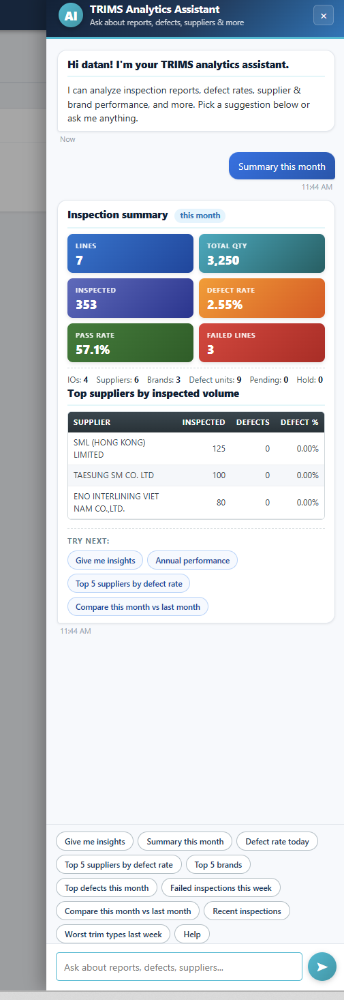 AI
TRIMS Analytics Assistant
Ask about reports, defects, suppliers & more
×
Hi datan! I'm your TRIMS analytics assistant.
I can analyze inspection reports, defect rates, supplier &
brand performance, and more. Pick a suggestion below or
ask me anything.
Now
Summary this month
11:44 AM
Inspection summary this month
LINES
7
TOTAL QTY
3,250
INSPECTED
353
DEFECT RATE
2.55%
PASS RATE
57.1%
FAILED LINES
3
IOs: 4 Suppliers: 6 Brands: 3 Defect units: 9 Pending: 0 Hold: 0
Top suppliers by inspected volume
SUPPLIER INSPECTED DEFECTS DEFECT %
SML (HONG KONG)
LIMITED 125 0 0.00%
TAESUNG SM CO. LTD 100 0 0.00%
ENO INTERLINING VIET
NAM CO.,LTD. 80 0 0.00%
TRY NEXT:
Give me insights Annual performance
Top 5 suppliers by defect rate
Compare this month vs last month
11:44 AM
Give me insights Summary this month Defect rate today
Top 5 suppliers by defect rate Top 5 brands
Top defects this month Failed inspections this week
Compare this month vs last month Recent inspections
Worst trim types last week Help
Ask about reports, defects, suppliers...